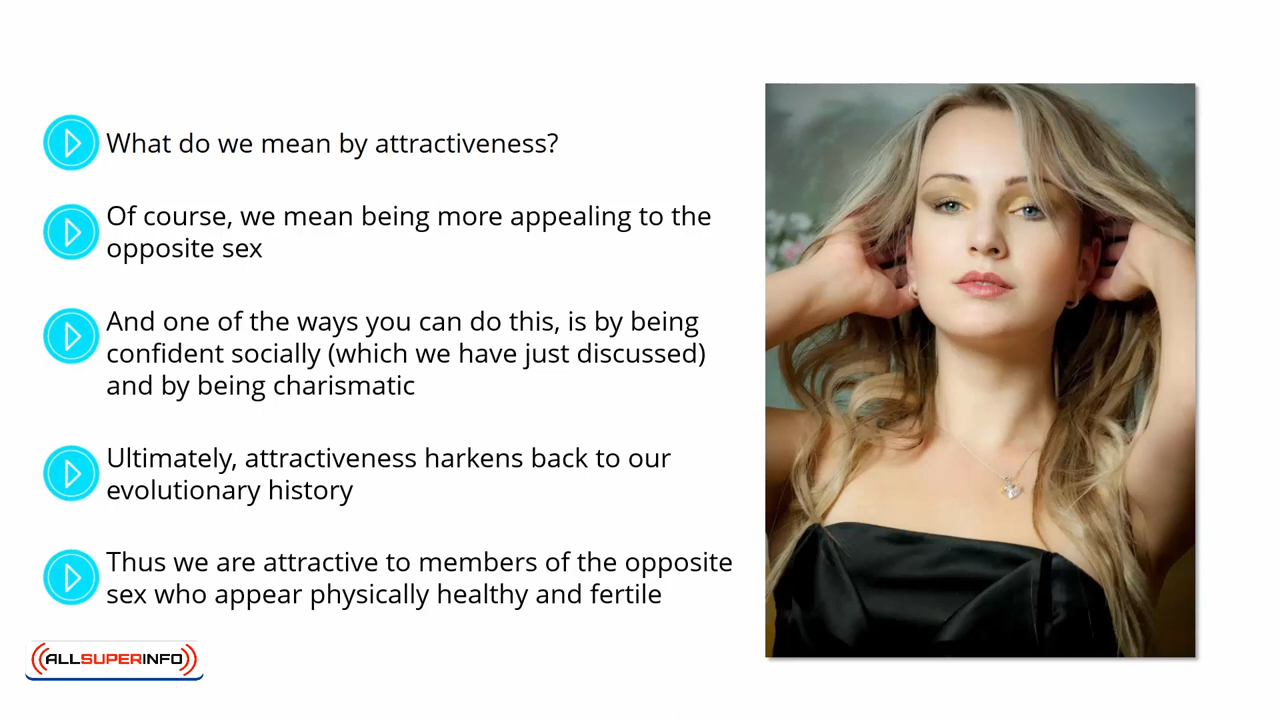 What do we mean by attractiveness?
Of course, we mean being more appealing to the
opposite sex
And one of the ways you can do this, is by being
confident socially (which we have just discussed)
and by being charismatic
Ultimately, attractiveness harkens back to our
evolutionary history
Thus we are attractive to members of the opposite
sex who appear physically healthy and fertile
ALLSUPERINFO